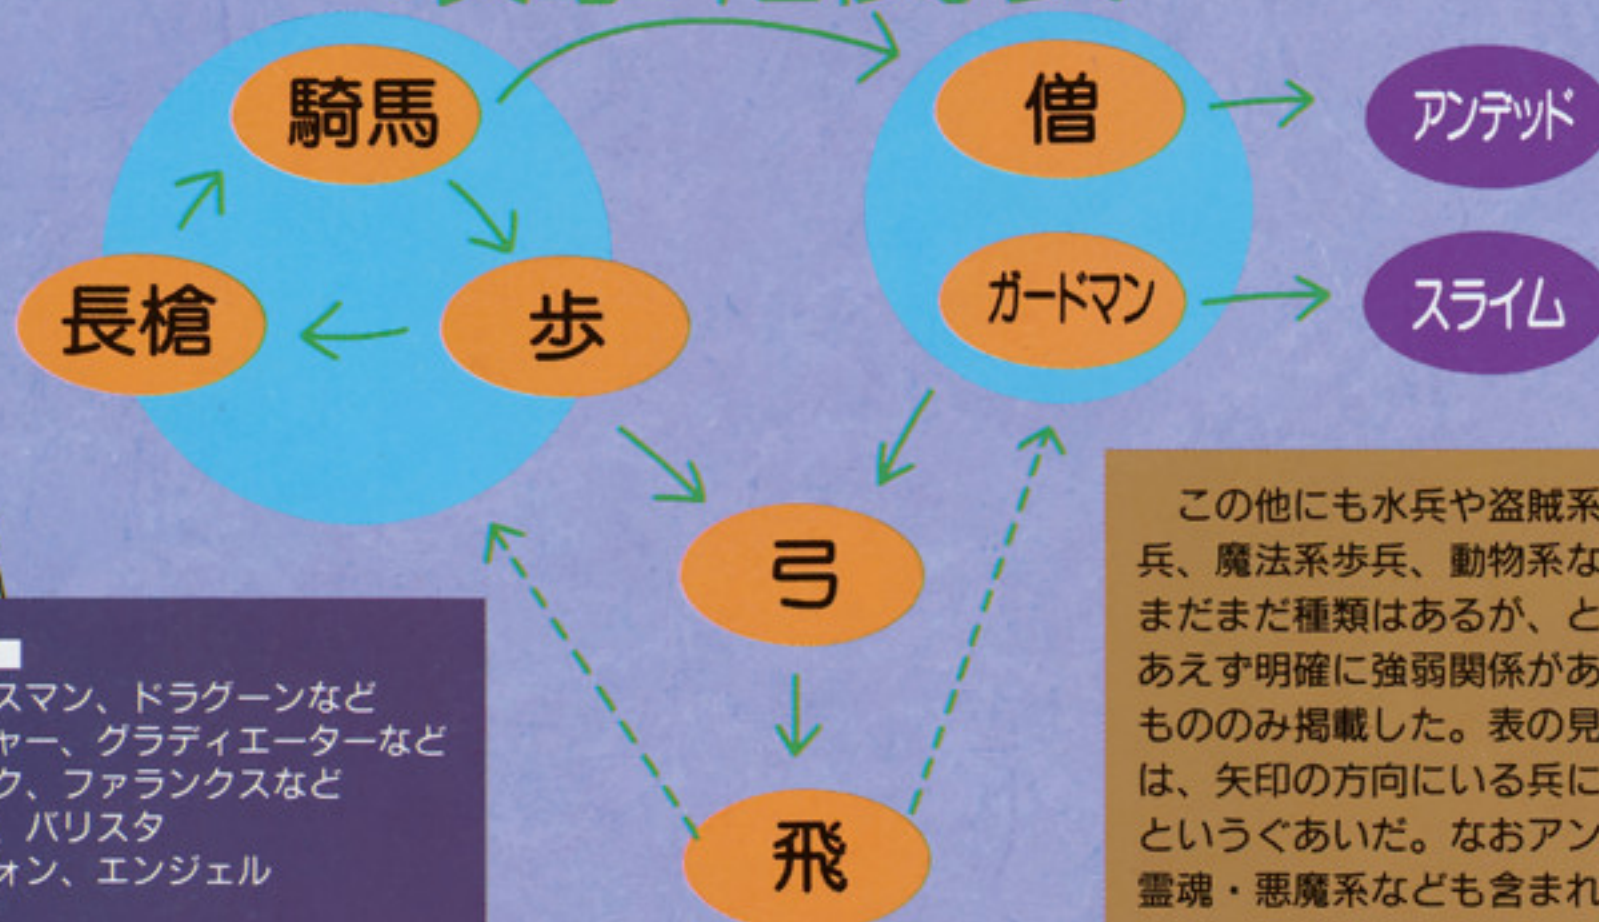 騎馬
僧
アンデッド
長槍
歩
ガードマン
スライム
弓
飛
スマン、ドラグーンなど
ャー、グラディエーターなど
ク、ファランクスなど
、バリスタ
ォン、エンジェル
この他にも水兵や盗賊系
兵、魔法系歩兵、動物系な
まだまだ種類はあるが、と
あえず明確に強弱関係があ
もののみ掲載した。表の見
は、矢印の方向にいる兵に
というぐあいだ。なおアン
霊魂・悪魔系なども含まれ